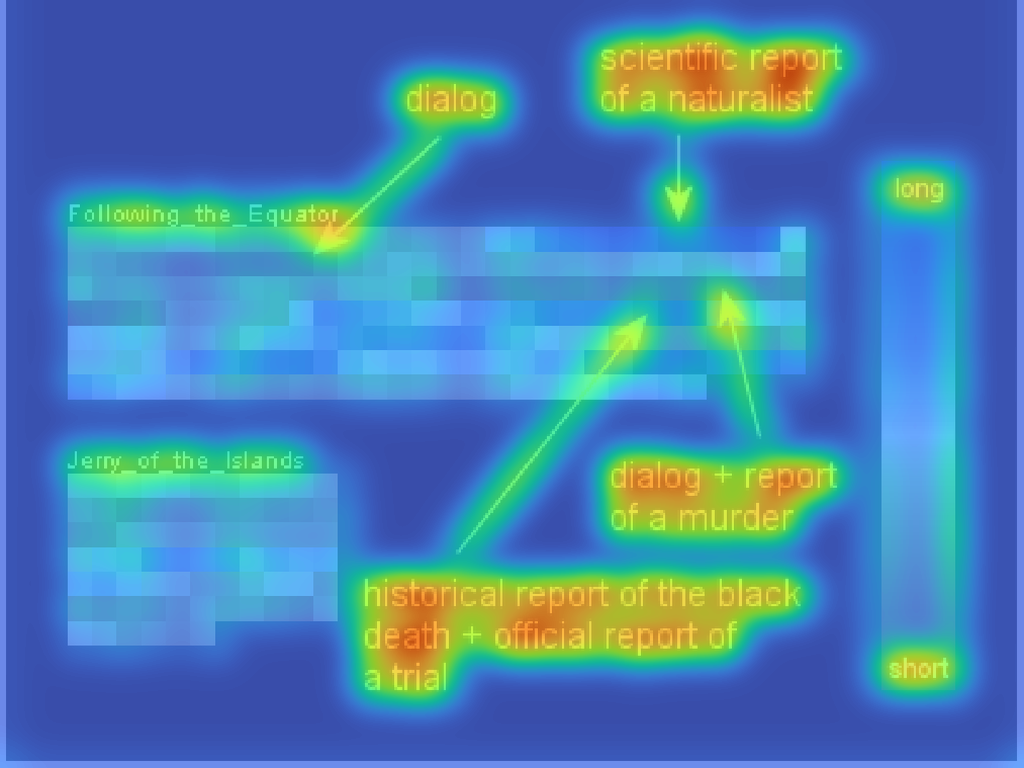 scientific report
of a naturalist
dialog
long
Following_the_Equator
Jerry_of_the_Islands
dialog + report
of a murder
historical report of the black
death + official report of
a trial
short